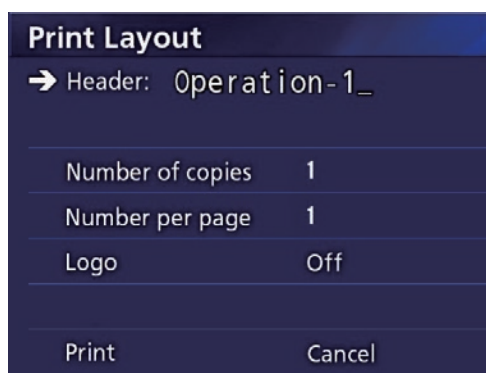 Print Layout
➔ Header: Operation-1_
Number of copies 1
Number per page 1
Logo Off
Print Cancel